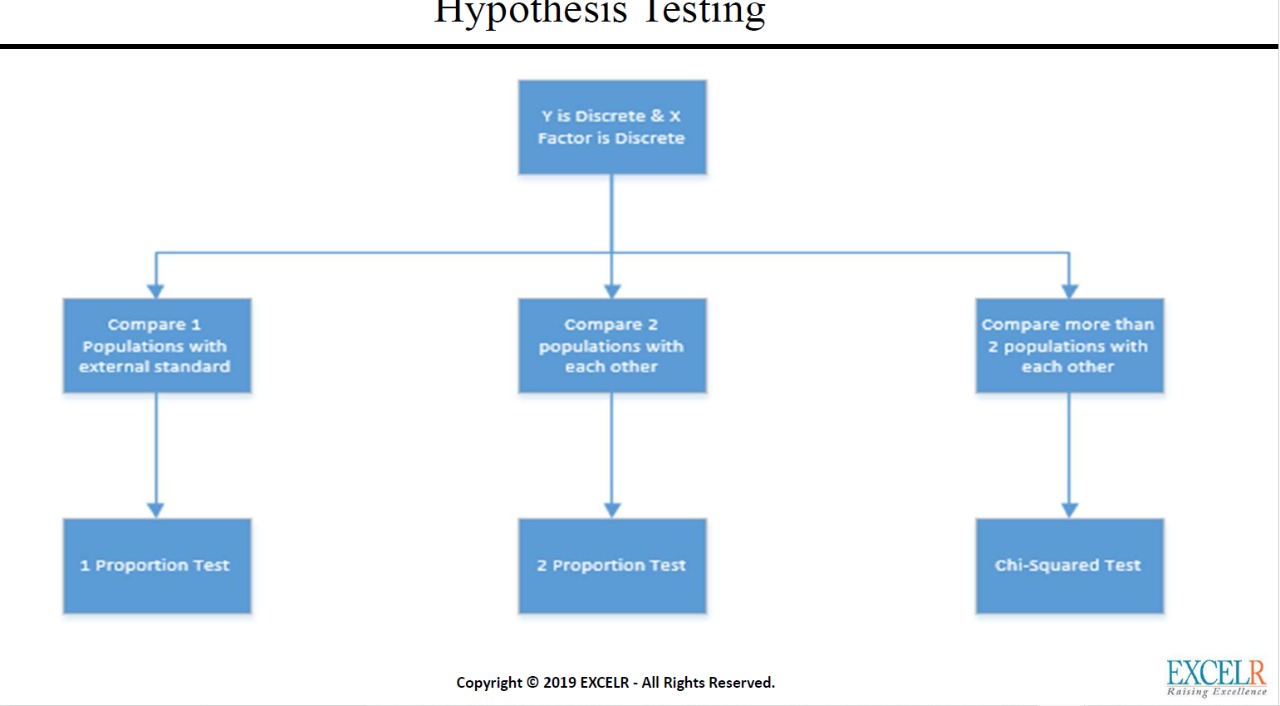 Hypothesis Testing
Y is Discrete & X
Factor is Discrete
Compare 1
Populations with
external standard
Compare 2
populations with
each other
Compare more than
2 populations with
each other
1 Proportion Test
2 Proportion Test
Chi-Squared Test
Copyright © 2019 EXCELR - All Rights Reserved.
EXCELR
Raising Excellence